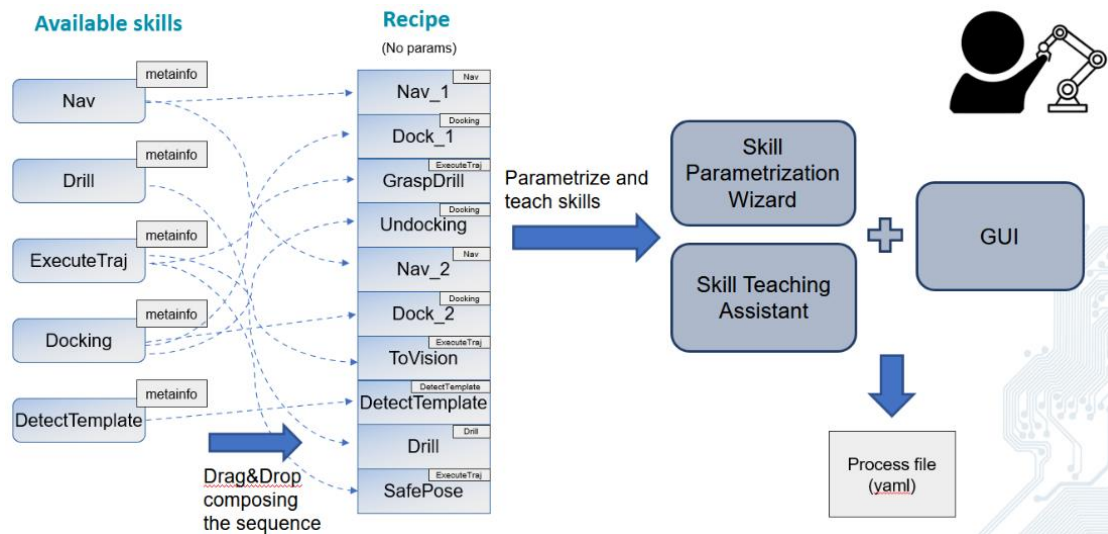 Available skills
metainfo
Nav
metainfo
Drill
metainfo
ExecuteTraj
metainfo
Docking
metainfo
DetectTemplate
Drag&Drop
composing
the sequence
Recipe
(No params)
Nav
Nav_1
Docking
Dock_1
ExecuteTraj
GraspDrill
Docking
Undocking
Nav
Nav_2
Docking
Dock_2
ExecuteTraj
ToVision
DetectTemplate
DetectTemplate
Drill
Drill
ExecuteTraj
SafePose
Parametrize and
teach skills
Skill
Parametrization
Wizard
Skill Teaching
Assistant
GUI
Process file
(yaml)